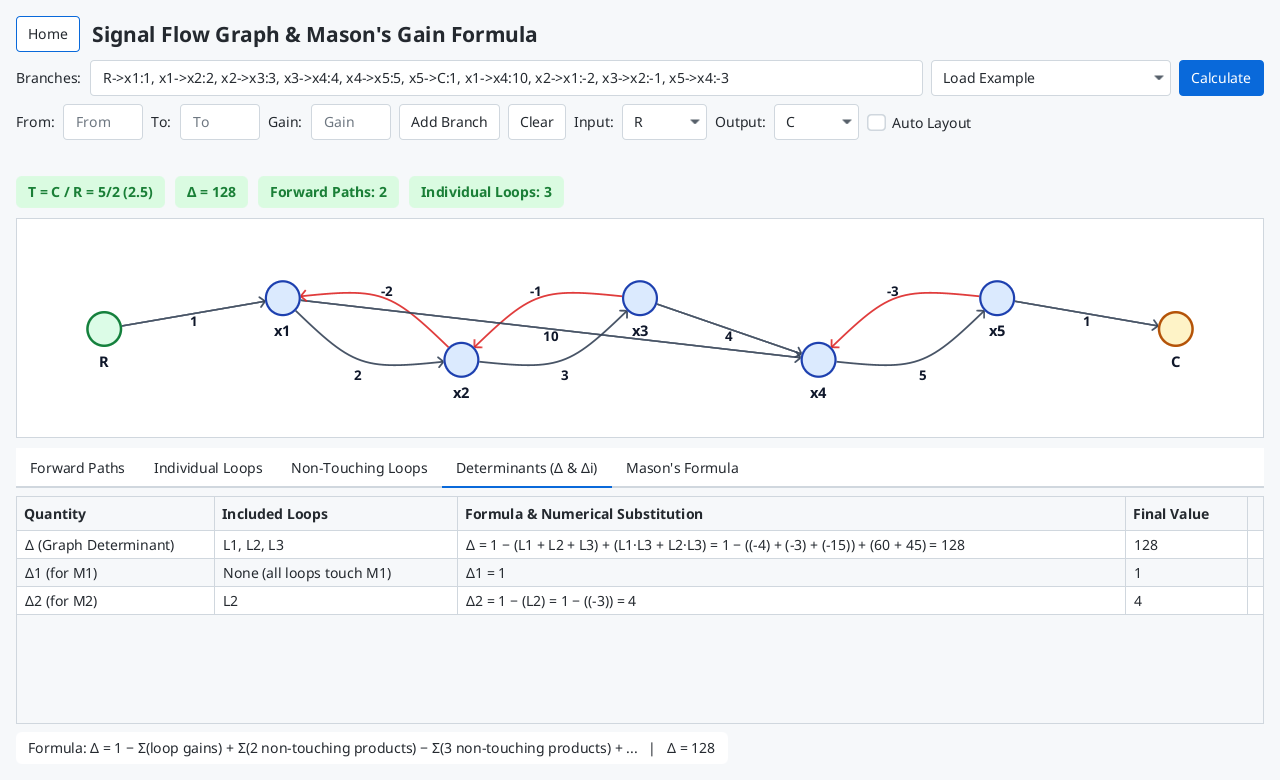 Home Signal Flow Graph & Mason's Gain Formula
Branches: R->x1:1, x1->x2:2, x2->x3:3, x3->x4:4, x4->x5:5, x5->C:1, x1->x4:10, x2->x1:-2, x3->x2:-1, x5->x4:-3 Load Example Calculate
From: From To: To Gain: Gain Add Branch Clear Input: R Output: C Auto Layout
T = C / R = 5/2 (2.5) Δ = 128 Forward Paths: 2 Individual Loops: 3
-2 -1 -3
1 x1 10 x3 4 x5 1
R C
2 3 5
x2 x4
Forward Paths Individual Loops Non-Touching Loops Determinants (Δ & Δi) Mason's Formula
Quantity Included Loops Formula & Numerical Substitution Final Value
Δ (Graph Determinant) L1, L2, L3 Δ = 1 − (L1 + L2 + L3) + (L1·L3 + L2·L3) = 1 − ((-4) + (-3) + (-15)) + (60 + 45) = 128 128
Δ1 (for M1) None (all loops touch M1) Δ1 = 1 1
Δ2 (for M2) L2 Δ2 = 1 − (L2) = 1 − ((-3)) = 4 4
Formula: Δ = 1 − Σ(loop gains) + Σ(2 non-touching products) − Σ(3 non-touching products) + ... | Δ = 128